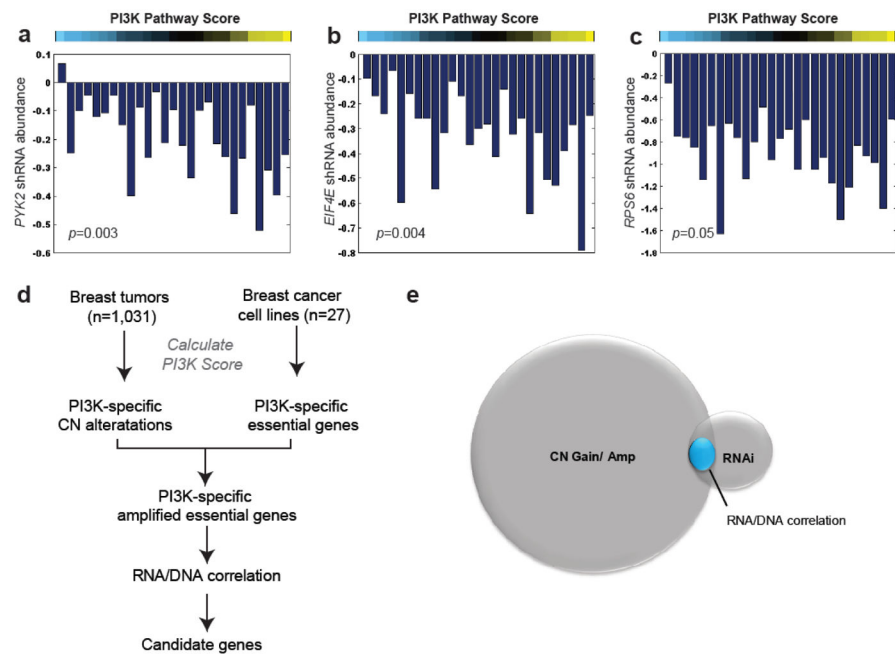 a
PI3K Pathway Score
0.1
0
-0.1
-0.2
-0.3
-0.4
-0.5
-0.6
PYK2 shRNA abundance
p=0.003
b
PI3K Pathway Score
0
-0.1
-0.2
-0.3
-0.4
-0.5
-0.6
-0.7
-0.8
EIF4E shRNA abundance
p=0.004
c
PI3K Pathway Score
0
-0.2
-0.4
-0.6
-0.8
-1
-1.2
-1.4
-1.6
-1.8
RPS6 shRNA abundance
p=0.05
d
Breast tumors
(n=1,031)
Breast cancer
cell lines (n=27)
Calculate
PI3K Score
PI3K-specific
CN alteratations
PI3K-specific
essential genes
PI3K-specific
amplified essential genes
RNA/DNA correlation
Candidate genes
e
CN Gain/ Amp
RNAi
RNA/DNA correlation